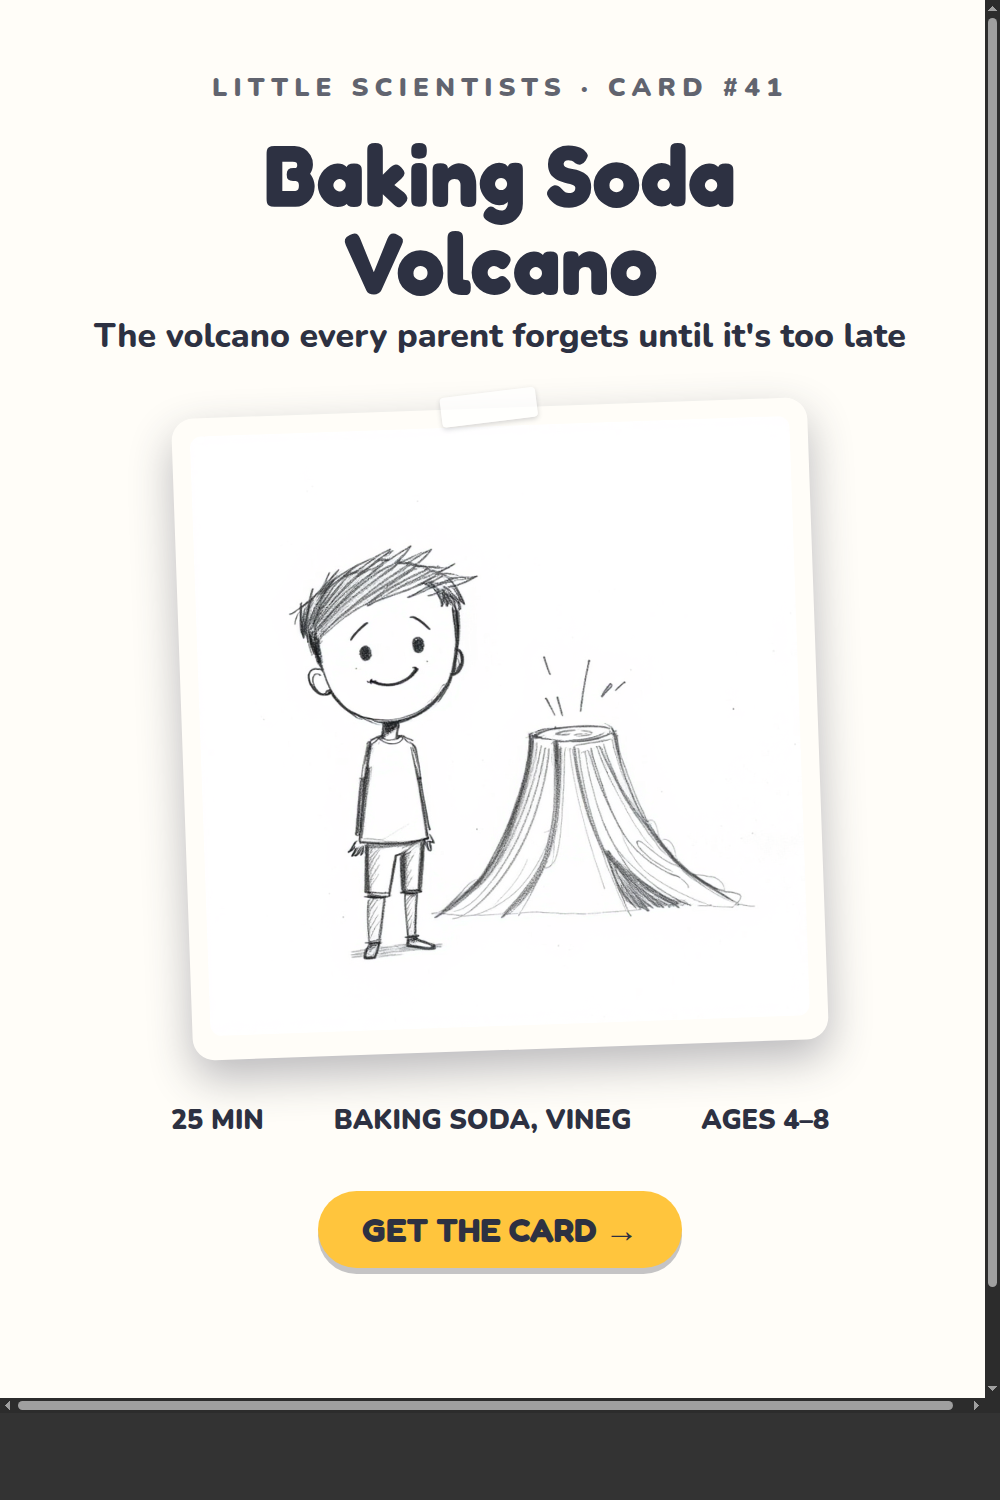 LITTLE SCIENTISTS · CARD #41
Baking Soda
Volcano
The volcano every parent forgets until it's too late
25 MIN
BAKING SODA, VINEG
AGES 4–8
GET THE CARD →